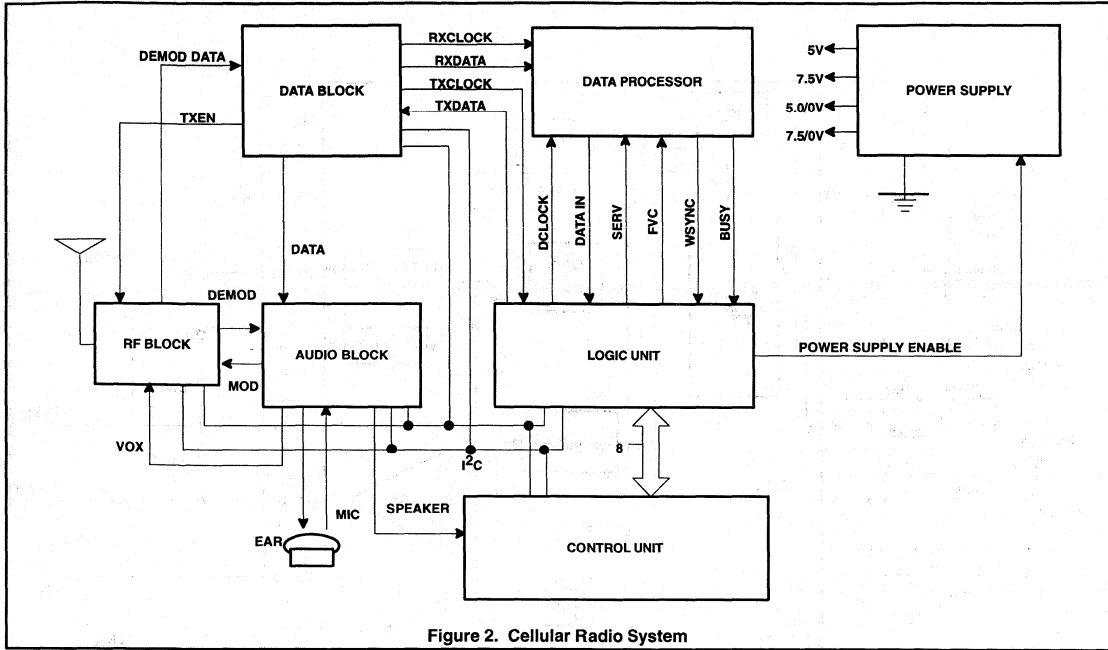 RXCLOCK
RXDATA
TXCLOCK
TXDATA
DEMOD DATA
DATA BLOCK
DATA PROCESSOR
POWER SUPPLY
5V
7.5V
5.0/0V
7.5/0V
TXEN
DATA
DCLOCK
DATA IN
SERV
FVC
WSYNC
BUSY
DEMOD
RF BLOCK
AUDIO BLOCK
LOGIC UNIT
POWER SUPPLY ENABLE
MOD
VOX
I²C
8
SPEAKER
MIC
EAR
CONTROL UNIT
Figure 2. Cellular Radio System